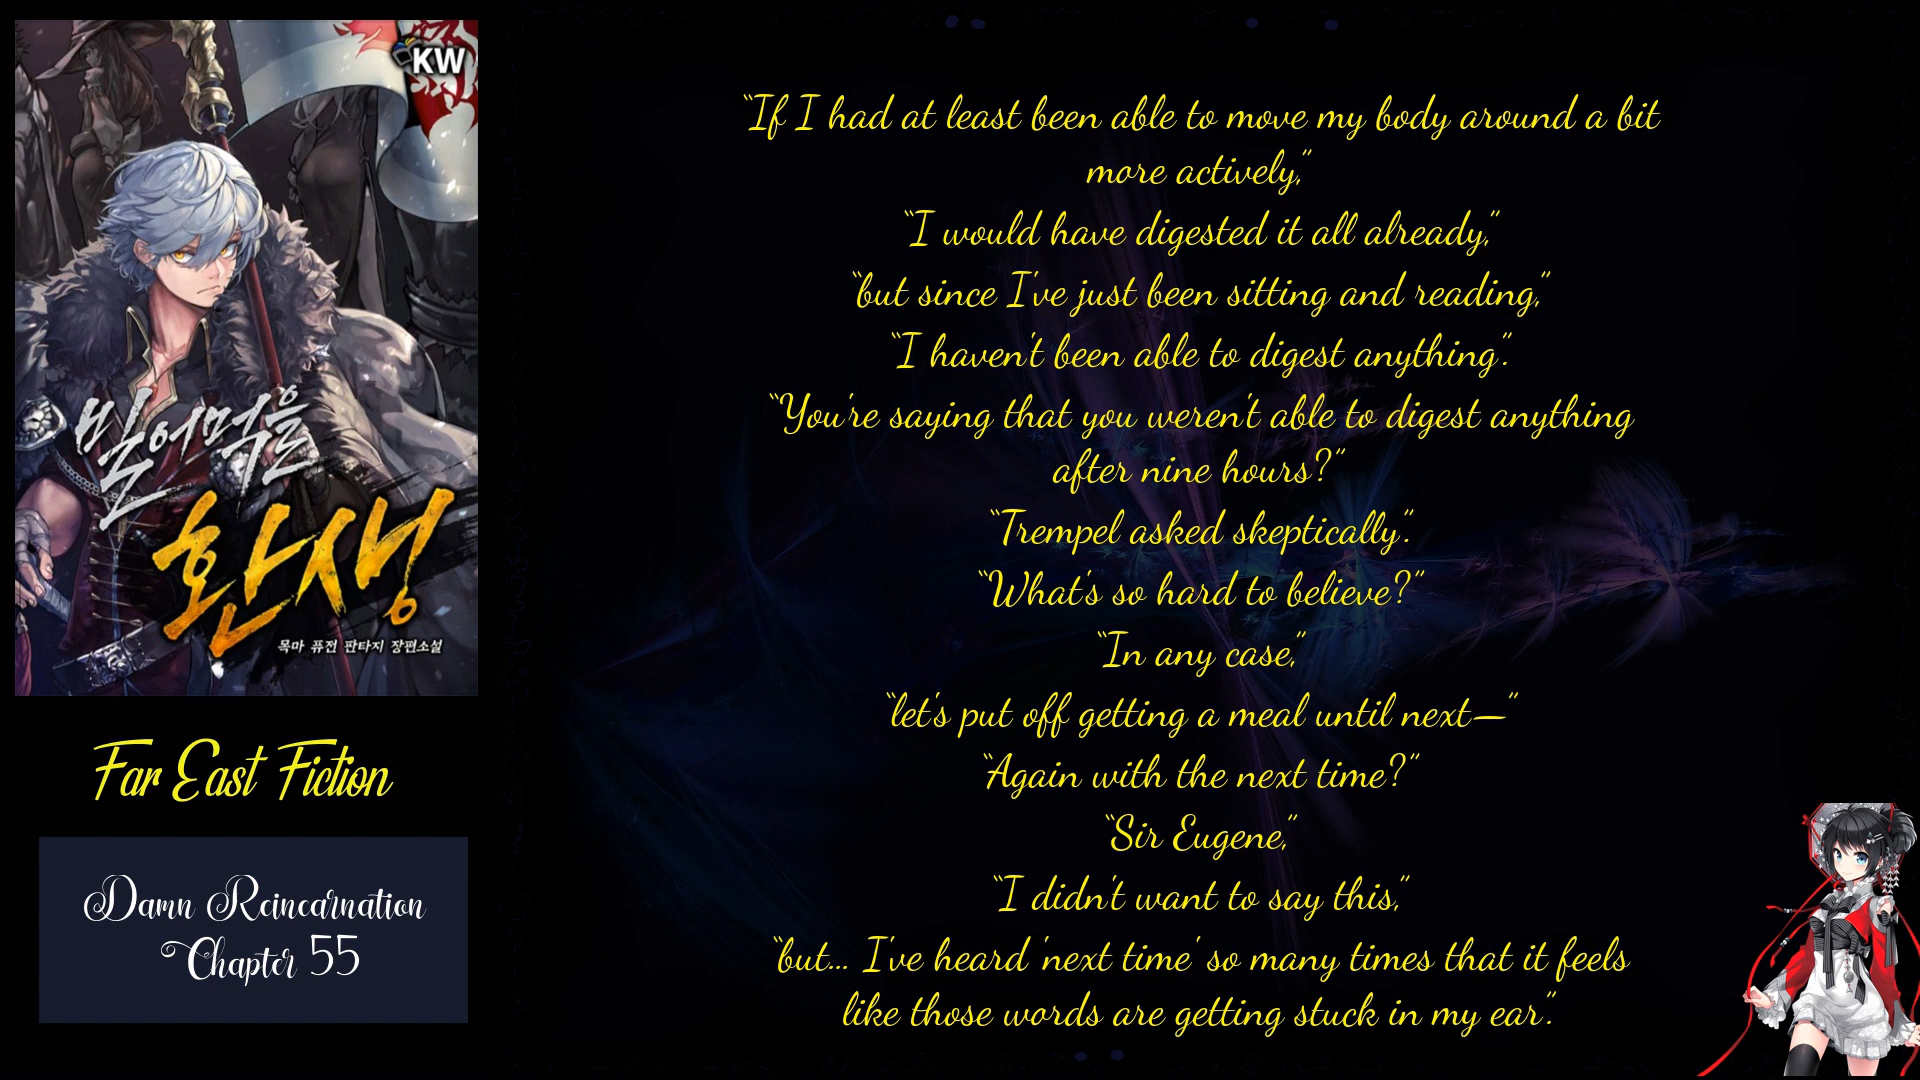 KW
빌어먹을
환생
목마 퓨전 판타지 장편소설
Far East Fiction
Damn Reincarnation
Chapter 55
“If I had at least been able to move my body around a bit
more actively,”
“I would have digested it all already,”
“but since I've just been sitting and reading,”
“I haven't been able to digest anything”.
“You're saying that you weren't able to digest anything
after nine hours?”
“Trempel asked skeptically”.
“What's so hard to believe?”
“In any case,”
“let's put off getting a meal until next—”
“Again with the next time?”
“Sir Eugene,”
“I didn't want to say this,”
“but… I've heard 'next time' so many times that it feels
like those words are getting stuck in my ear”.